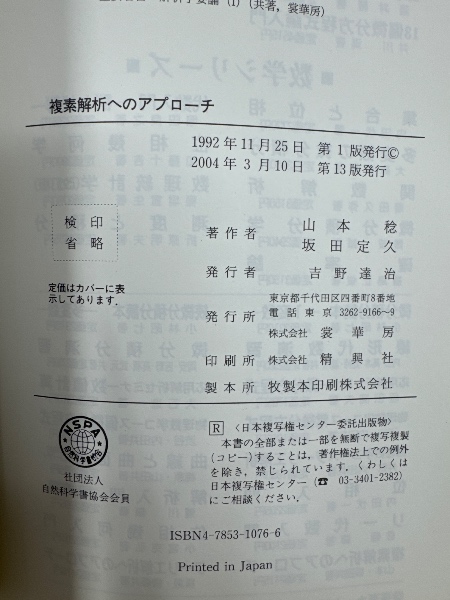 (共著, 裳華房)
複素解析へのアプローチ
1992 年 11 月 25 日 第 1 版発行©
2004 年 3 月 10 日 第 13 版発行
検 印
省 略
著 作 者 山 本 稔
坂 田 定 久
定価はカバーに表
示してあります.
発 行 者 吉 野 達 治
発 行 所 東京都千代田区四番町8番地
電 話 東 京 3262-9166~9
株式会社 裳 華 房
印 刷 所 株式会社 精 興 社
製 本 所 牧製本印刷株式会社
NSPA
自然科学書協会
社団法人
自然科学書協会会員
R 〈日本複写権センター委託出版物〉
本書の全部または一部を無断で複写複製
(コピー)することは, 著作権法上での例外
を除き, 禁じられています. くわしくは
日本複写権センター(☎ 03-3401-2382)
にご相談ください.
ISBN4-7853-1076-6
Printed in Japan